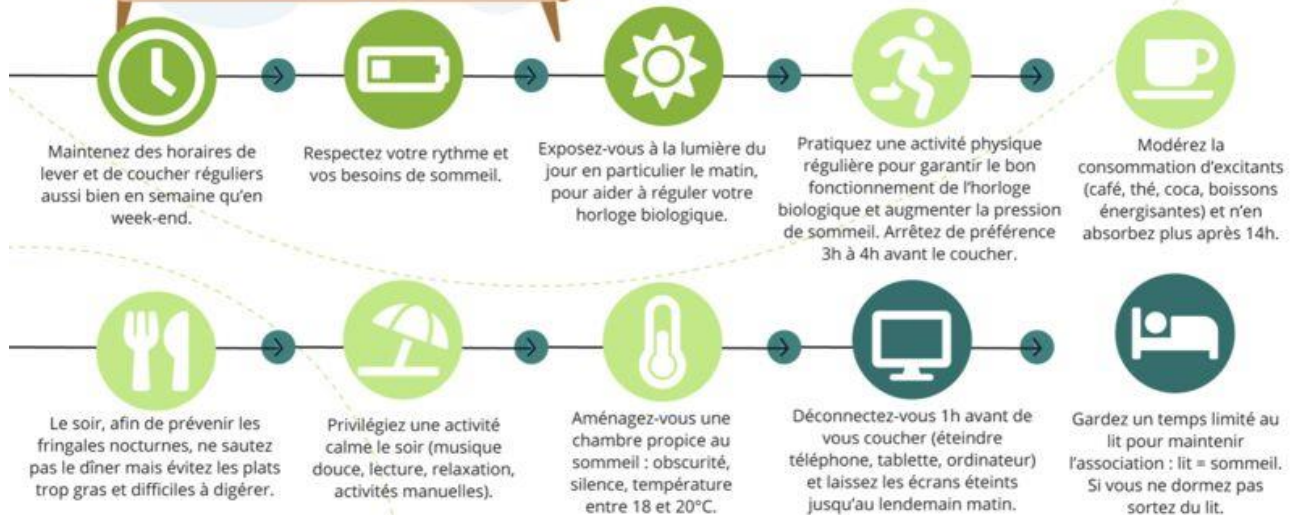 Maintenez des horaires de
lever et de coucher réguliers
aussi bien en semaine qu'en
week-end.
Respectez votre rythme et
vos besoins de sommeil.
Exposez-vous à la lumière du
jour en particulier le matin,
pour aider à réguler votre
horloge biologique.
Pratiquez une activité physique
régulière pour garantir le bon
fonctionnement de l'horloge
biologique et augmenter la pression
de sommeil. Arrêtez de préférence
3h à 4h avant le coucher.
Modérez la
consommation d'excitants
(café, thé, coca, boissons
énergisantes) et n'en
absorbez plus après 14h.
Le soir, afin de prévenir les
fringales nocturnes, ne sautez
pas le dîner mais évitez les plats
trop gras et difficiles à digérer.
Privilégiez une activité
calme le soir (musique
douce, lecture, relaxation,
activités manuelles).
Aménagez-vous une
chambre propice au
sommeil : obscurité,
silence, température
entre 18 et 20°C.
Déconnectez-vous 1h avant de
vous coucher (éteindre
téléphone, tablette, ordinateur)
et laissez les écrans éteints
jusqu'au lendemain matin.
Gardez un temps limité au
lit pour maintenir
l'association : lit = sommeil.
Si vous ne dormez pas
sortez du lit.